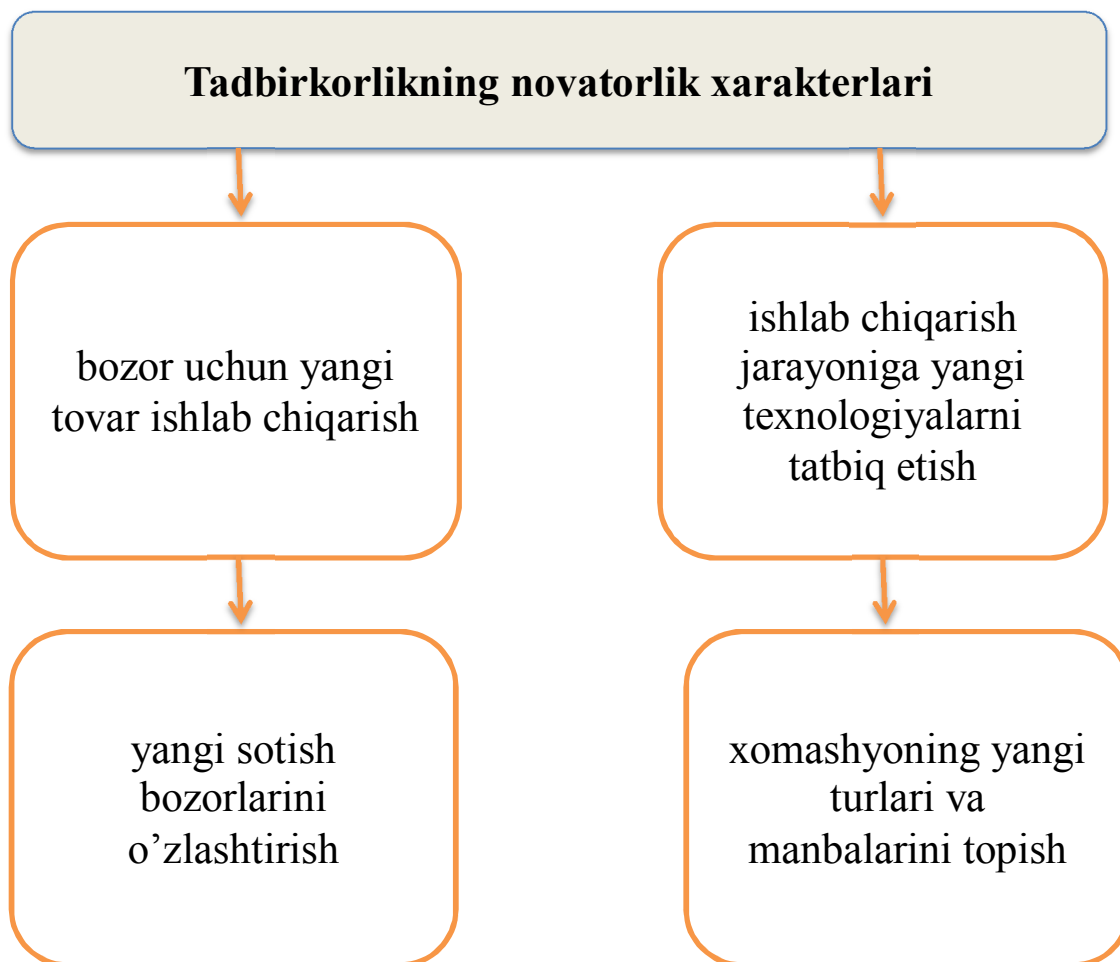 Tadbirkorlikning novatorlik xarakterlari
bozor uchun yangi
tovar ishlab chiqarish
ishlab chiqarish
jarayoniga yangi
texnologiyalarni
tatbiq etish
yangi sotish
bozorlarini
o’zlashtirish
xomashyoning yangi
turlari va
manbalarini topish